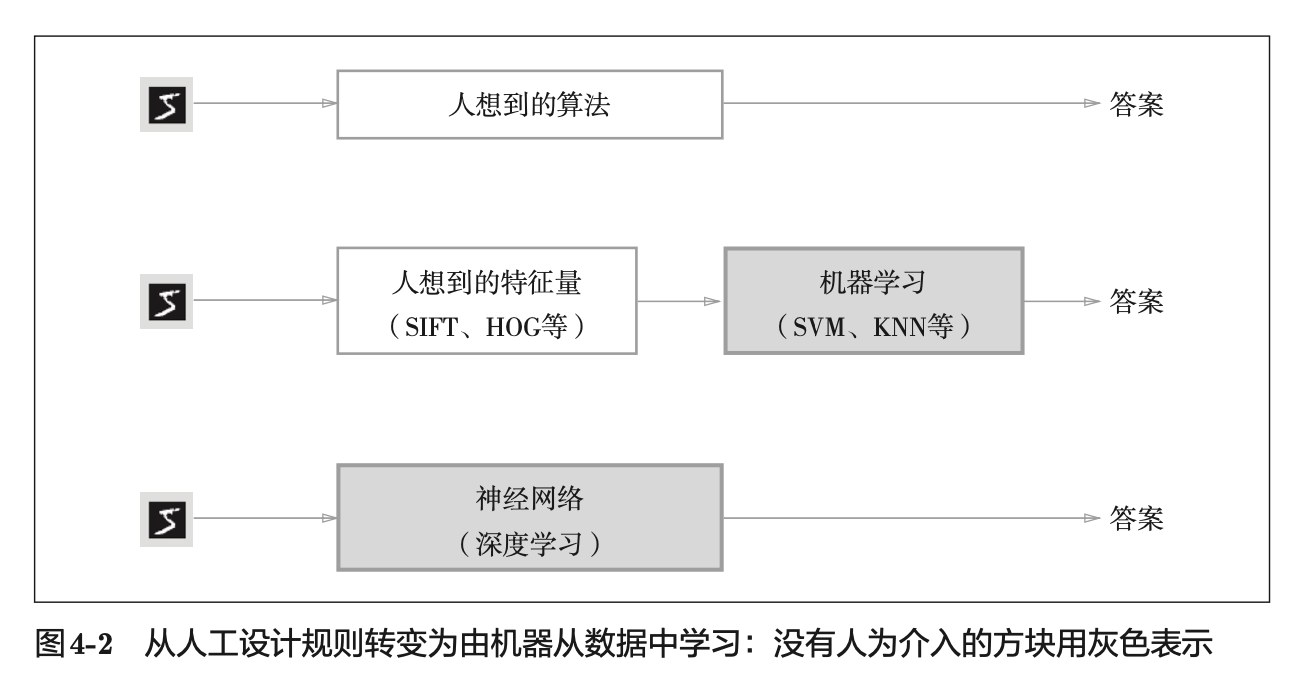 5
人想到的算法
答案
5
人想到的特征量
（SIFT、HOG等）
机器学习
（SVM、KNN等）
答案
5
神经网络
（深度学习）
答案
图4-2 从人工设计规则转变为由机器从数据中学习：没有人为介入的方块用灰色表示